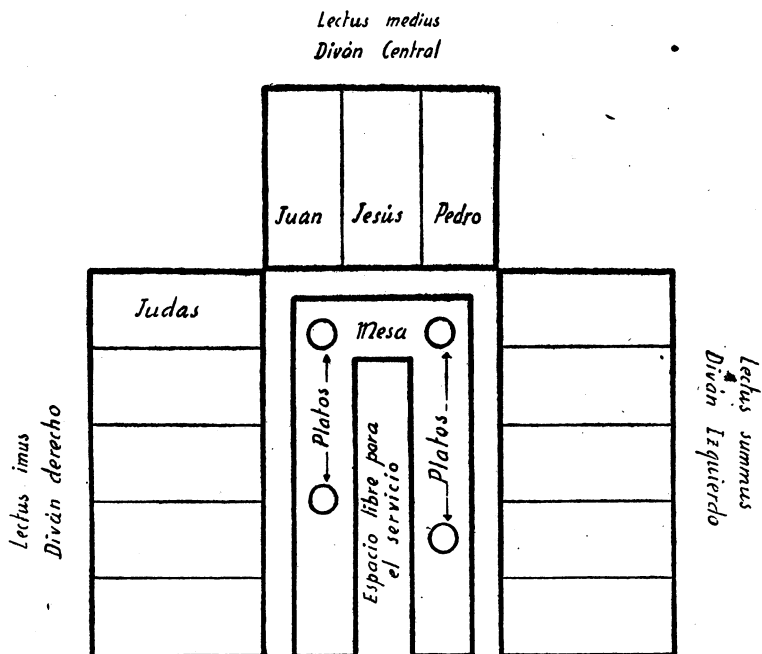 Lectus medius
Diván Central
Juan
Jesús
Pedro
Judas
Mesa
Platos
Platos
Espacio libre para
el servicio
Lectus imus
Diván derecho
Lectus summus
Diván Izquierdo